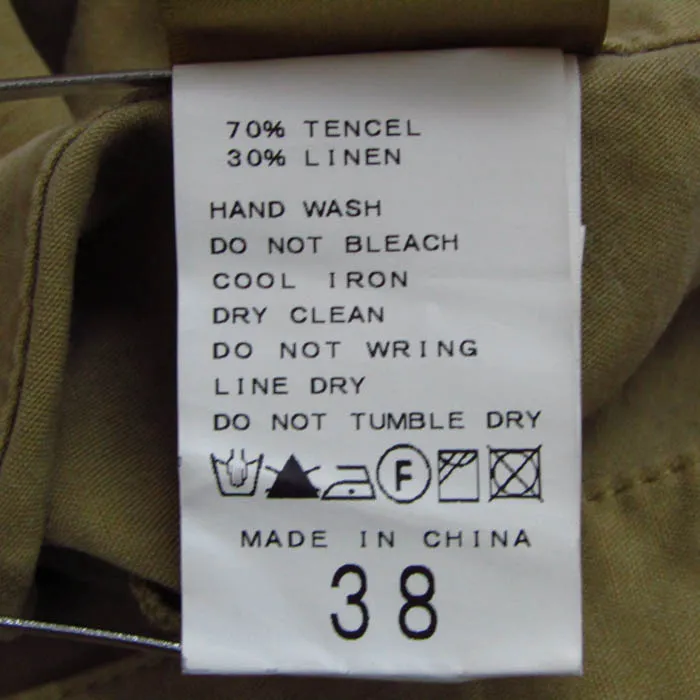 70% TENCEL
30% LINEN
HAND WASH
DO NOT BLEACH
COOL IRON
DRY CLEAN
DO NOT WRING
LINE DRY
DO NOT TUMBLE DRY
F
MADE IN CHINA
38